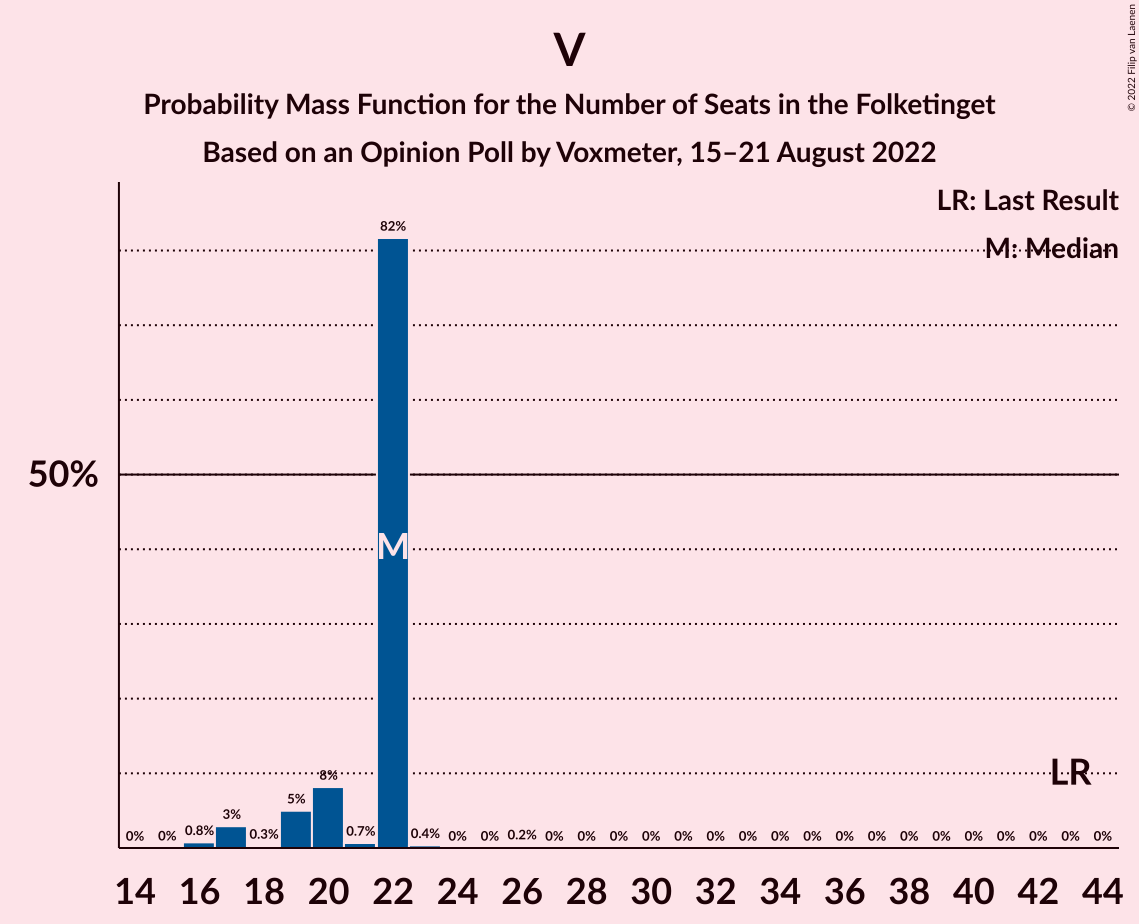 V
Probability Mass Function for the Number of Seats in the Folketinget
Based on an Opinion Poll by Voxmeter, 15–21 August 2022
© 2022 Filip van Laenen
LR: Last Result
M: Median
82%
50%
M
LR
0% 0% 0.8% 3% 0.3% 5% 8% 0.7% 0.4% 0% 0% 0.2% 0% 0% 0% 0% 0% 0% 0% 0% 0% 0% 0% 0% 0% 0% 0% 0% 0% 0%
14 16 18 20 22 24 26 28 30 32 34 36 38 40 42 44